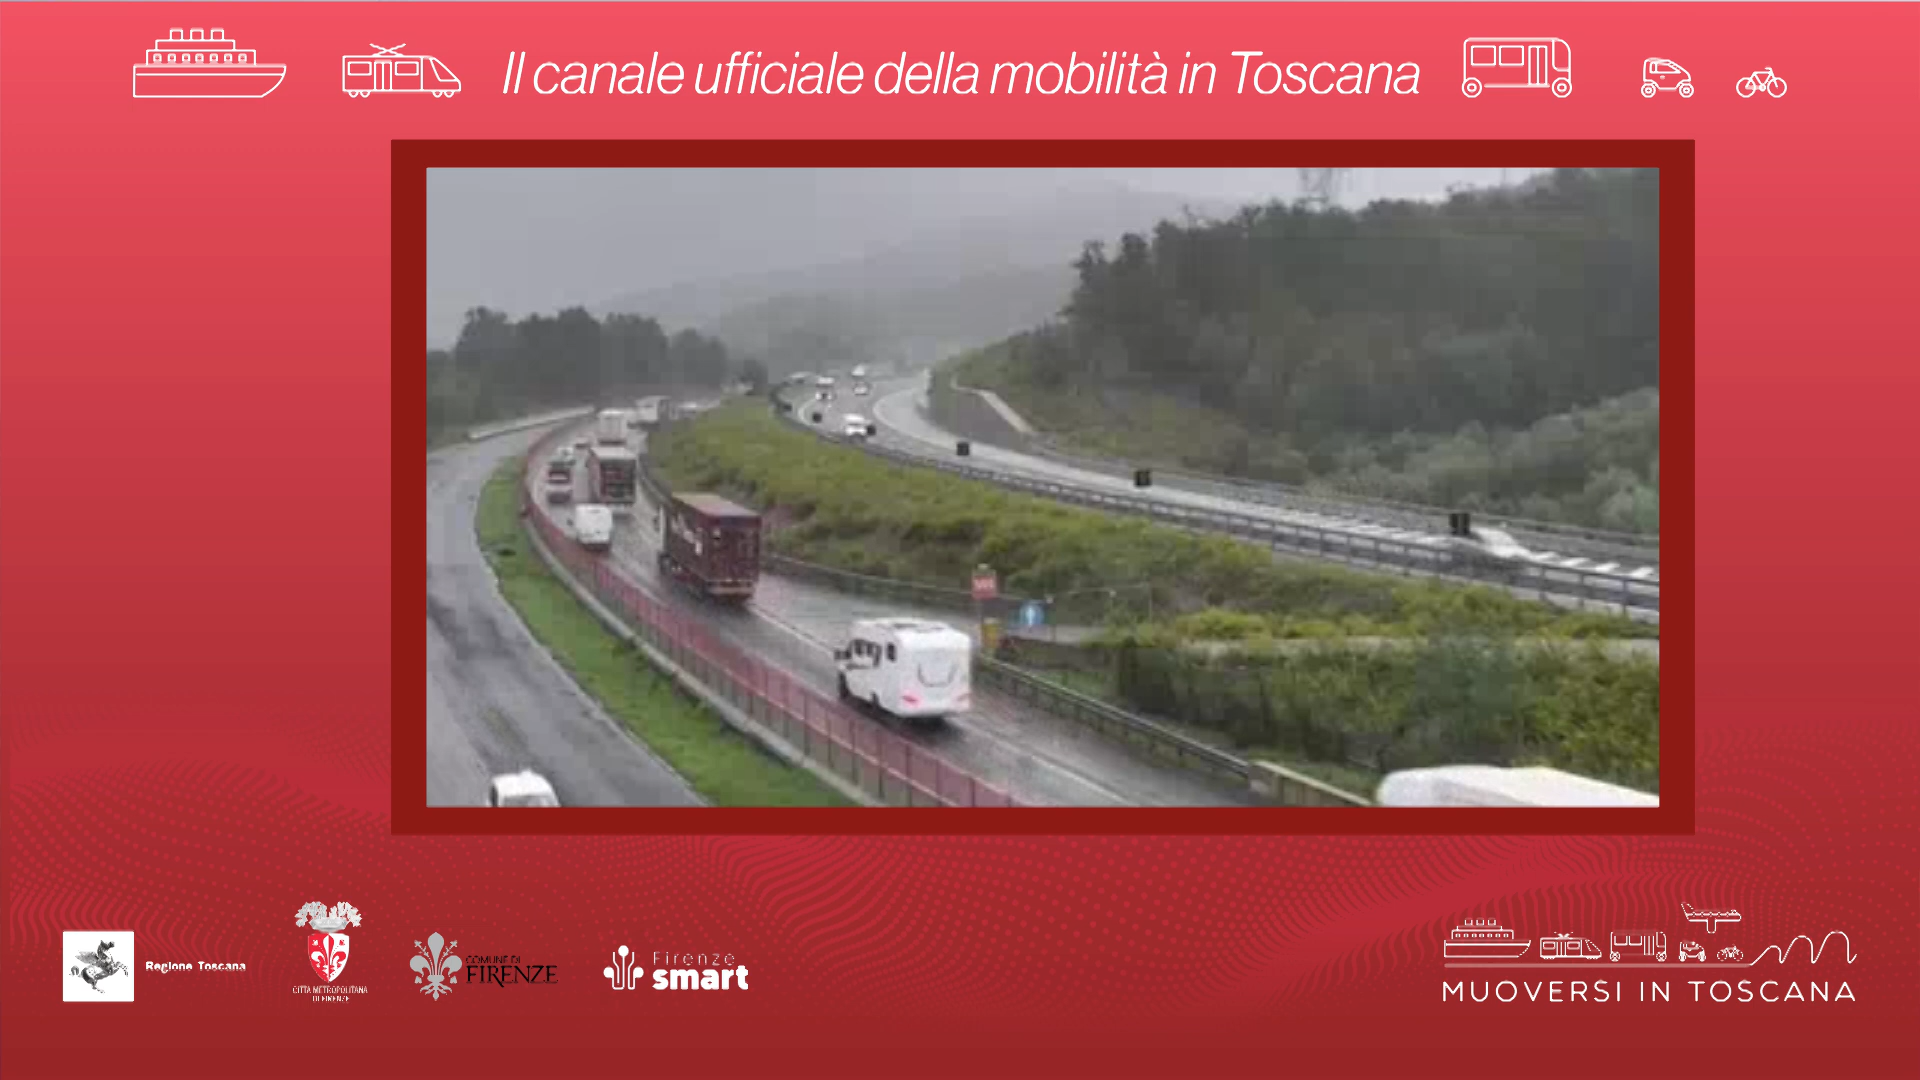 Il canale ufficiale della mobilità in Toscana
Regione Toscana
CITTÀ METROPOLITANA
DI FIRENZE
COMUNE DI
FIRENZE
Firenze
smart
MUOVERSI IN TOSCANA